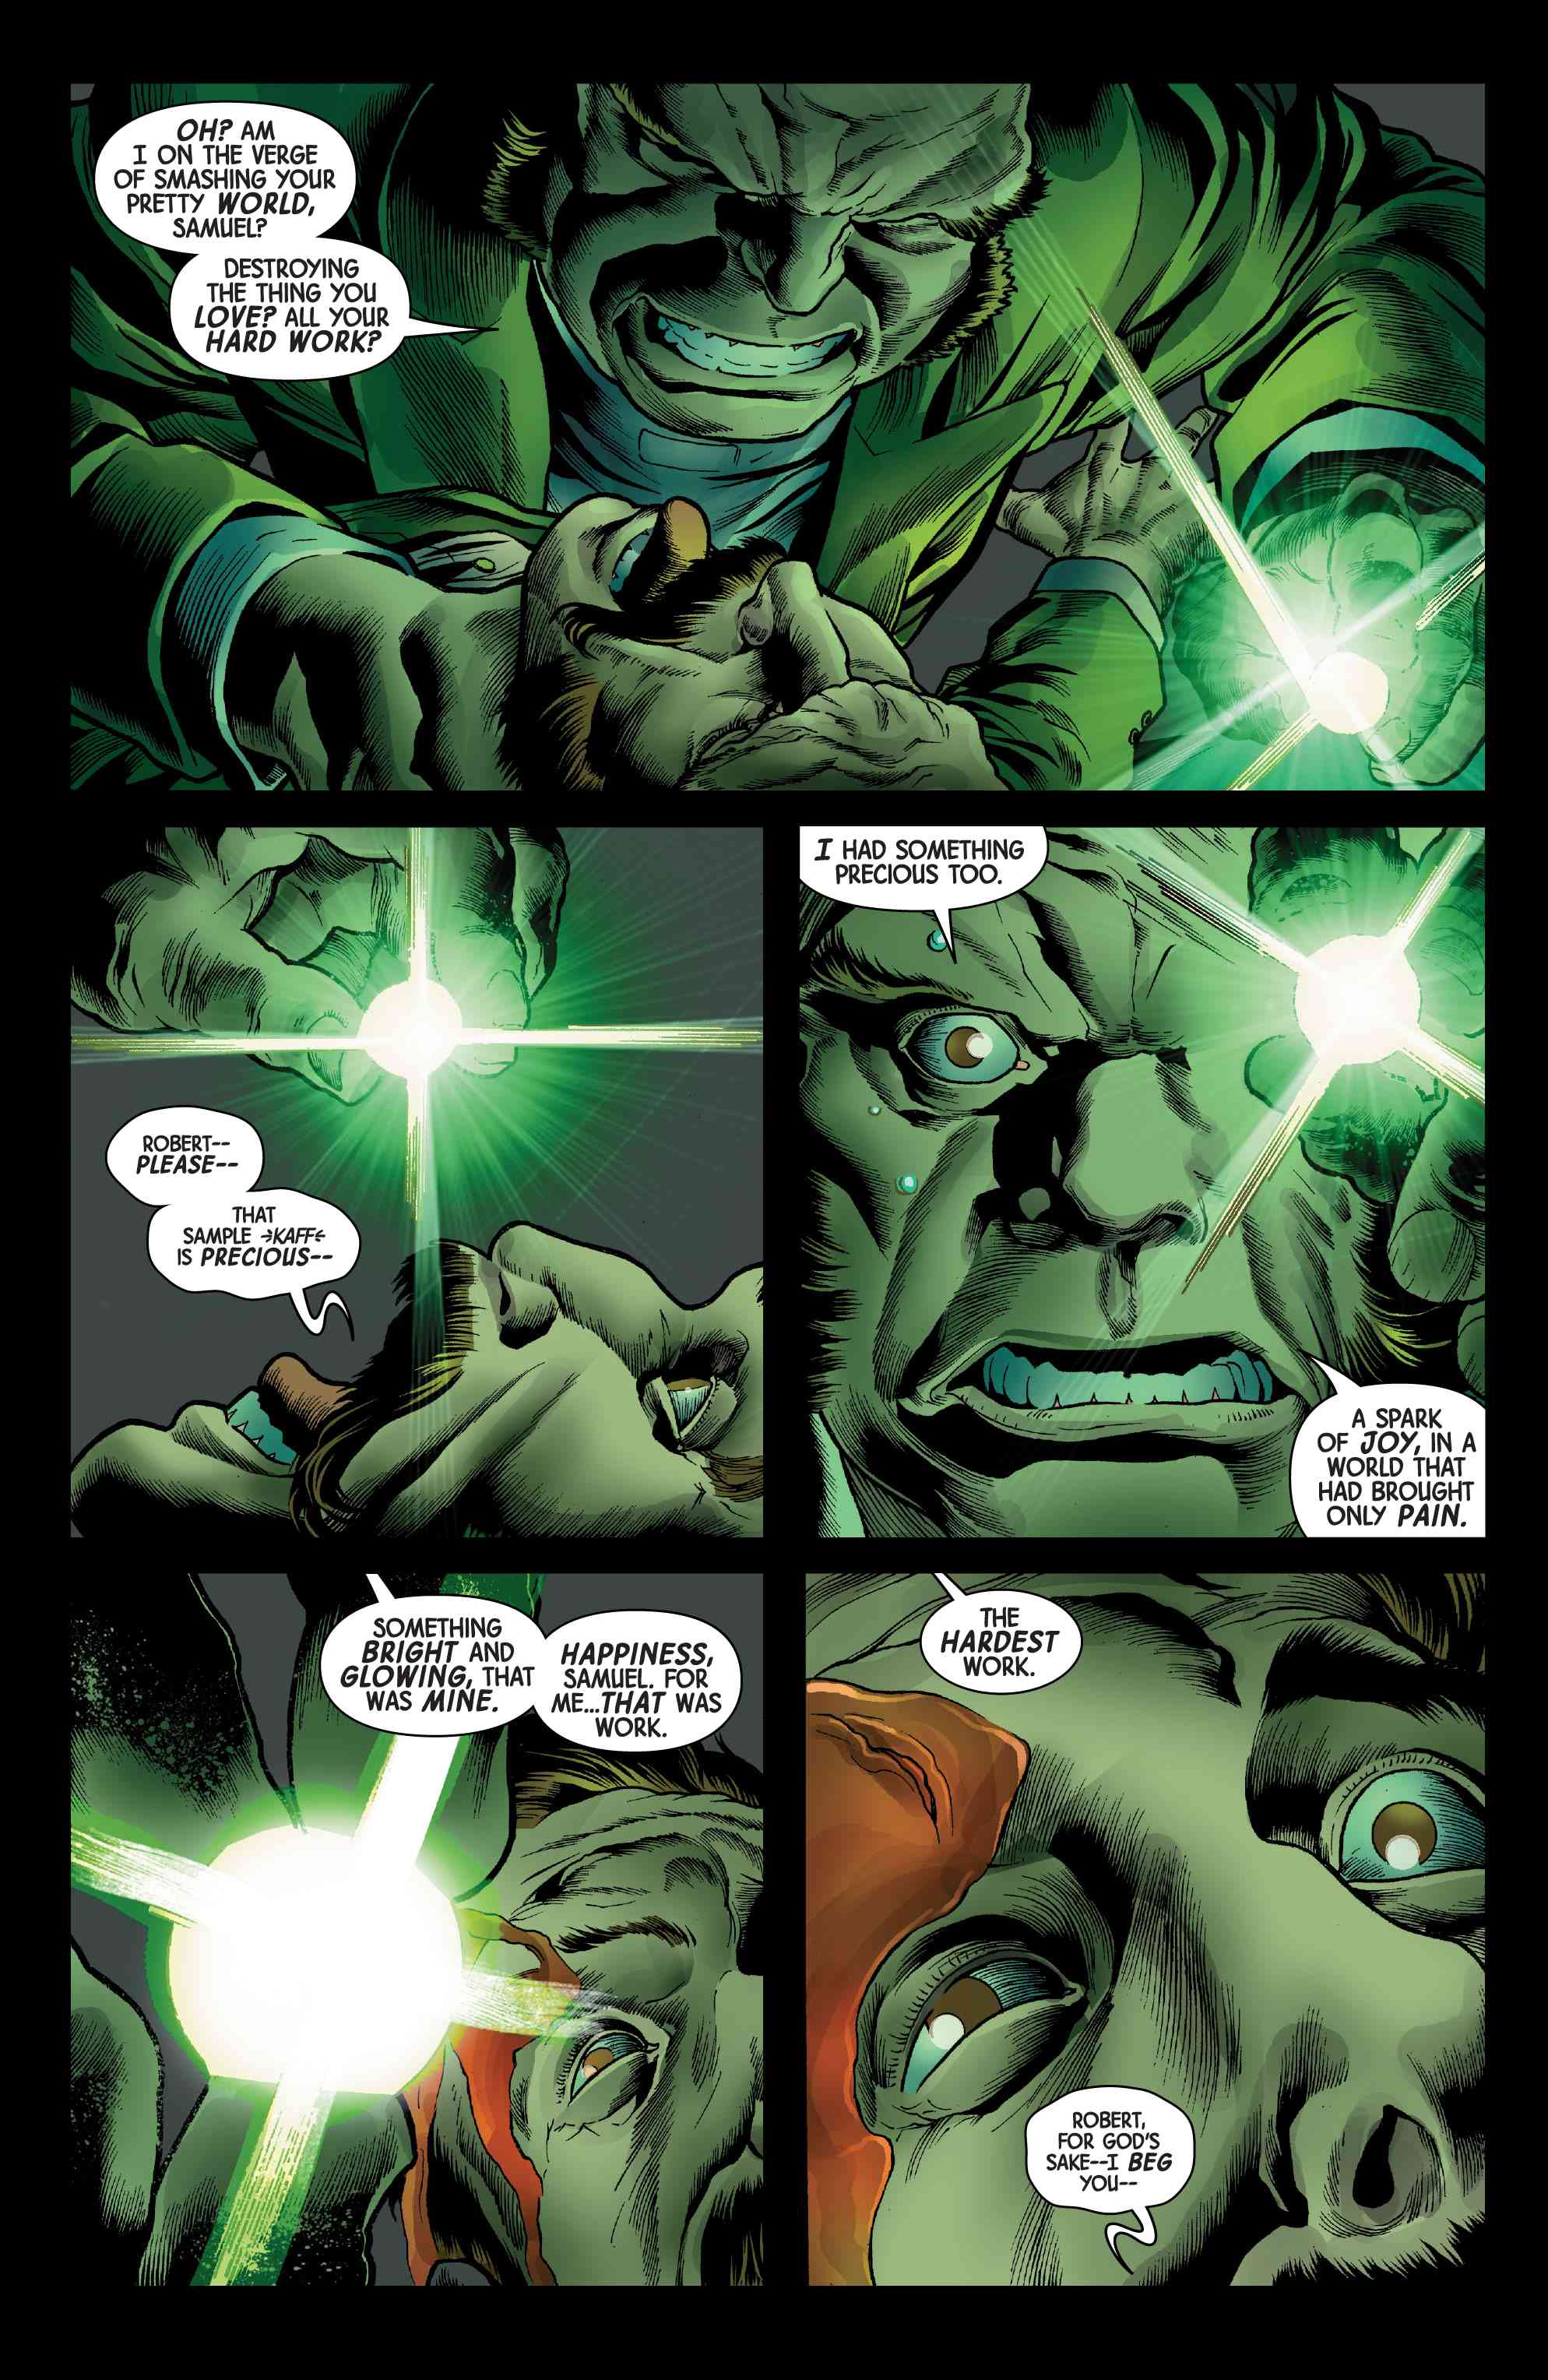 OH? AM
I ON THE VERGE
OF SMASHING YOUR
PRETTY WORLD,
SAMUEL?
DESTROYING
THE THING YOU
LOVE? ALL YOUR
HARD WORK?
ROBERT--
PLEASE--
THAT
SAMPLE →KAFF←
IS PRECIOUS--
I HAD SOMETHING
PRECIOUS TOO.
A SPARK
OF JOY, IN A
WORLD THAT
HAD BROUGHT
ONLY PAIN.
SOMETHING
BRIGHT AND
GLOWING, THAT
WAS MINE.
HAPPINESS,
SAMUEL. FOR
ME...THAT WAS
WORK.
THE
HARDEST
WORK.
ROBERT,
FOR GOD'S
SAKE--I BEG
YOU--